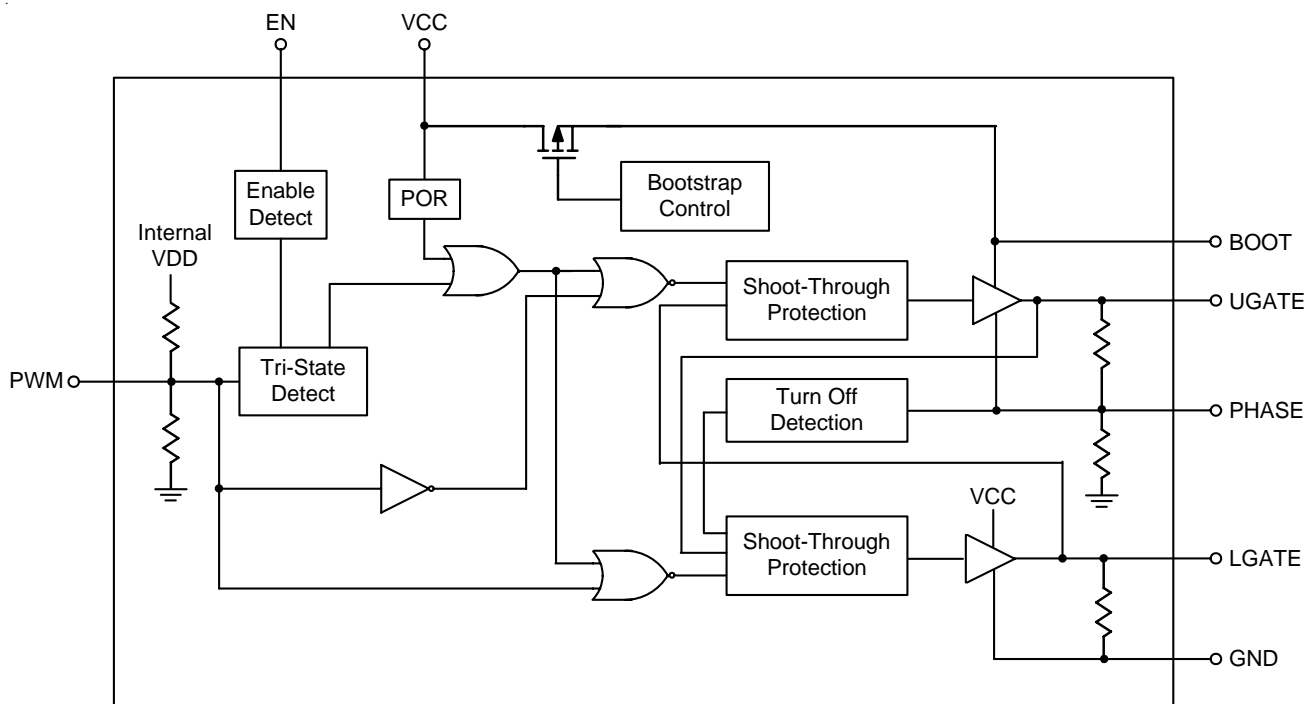 EN
VCC
Enable
Detect
POR
Bootstrap
Control
Internal
VDD
BOOT
Shoot-Through
Protection
UGATE
PWM
Tri-State
Detect
Turn Off
Detection
PHASE
VCC
Shoot-Through
Protection
LGATE
GND